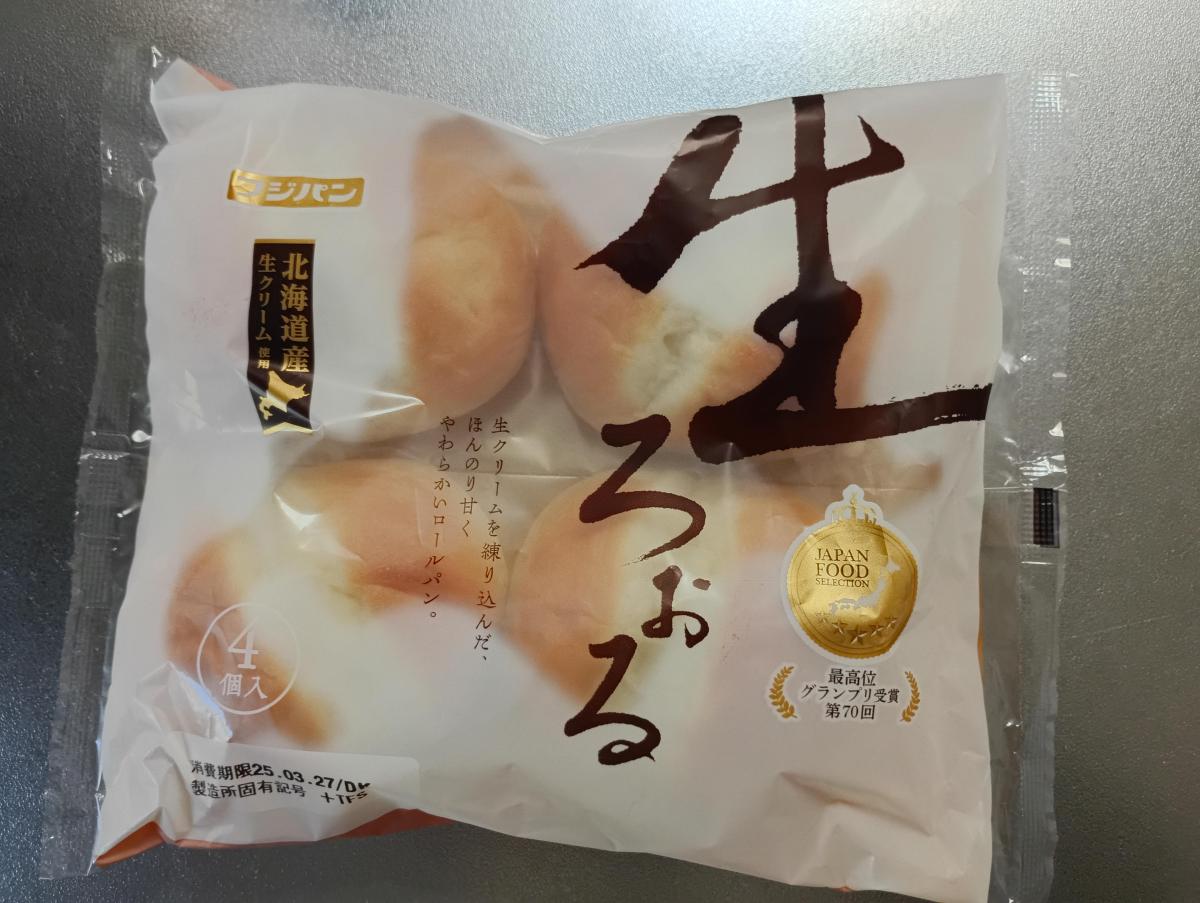 フジパン
北海道産
生クリーム使用
生ろおる
生クリームを練り込んだ、
ほんのり甘く
やわらかいロールパン。
JAPAN
FOOD
SELECTION
最高位
グランプリ受賞
第70回
4
個入
消費期限25.03.27/DK
製造所固有記号 +TFS